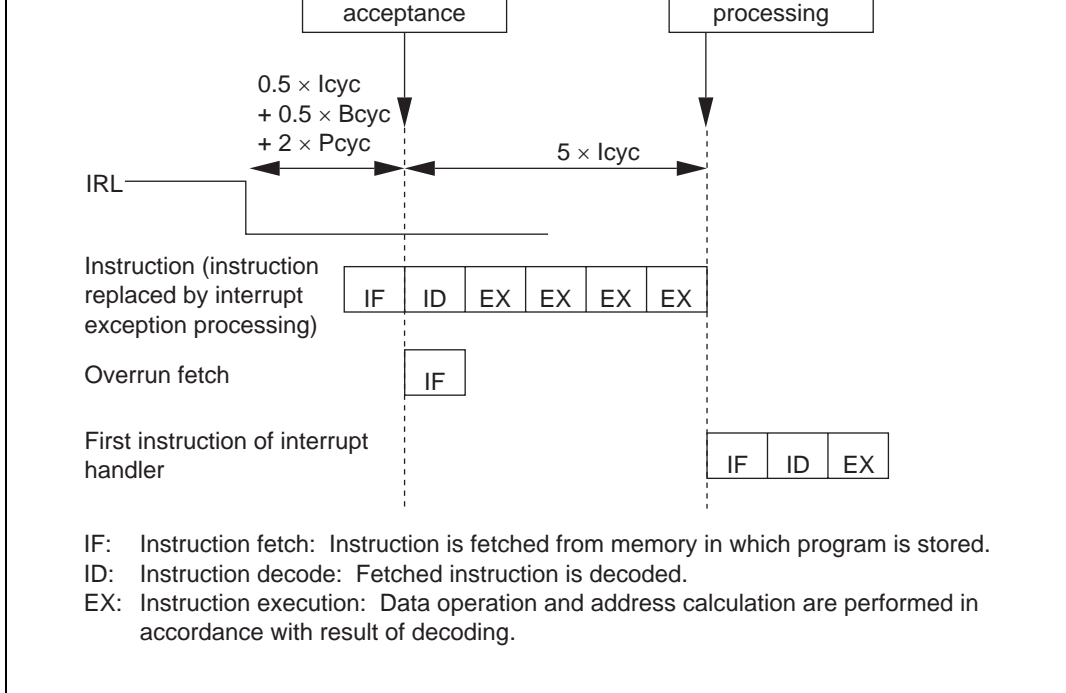 acceptance
processing
0.5 × Icyc
+ 0.5 × Bcyc
+ 2 × Pcyc
5 × Icyc
IRL
Instruction (instruction
replaced by interrupt
exception processing)
IF ID EX EX EX EX
Overrun fetch
IF
First instruction of interrupt
handler
IF ID EX
IF: Instruction fetch: Instruction is fetched from memory in which program is stored.
ID: Instruction decode: Fetched instruction is decoded.
EX: Instruction execution: Data operation and address calculation are performed in
accordance with result of decoding.